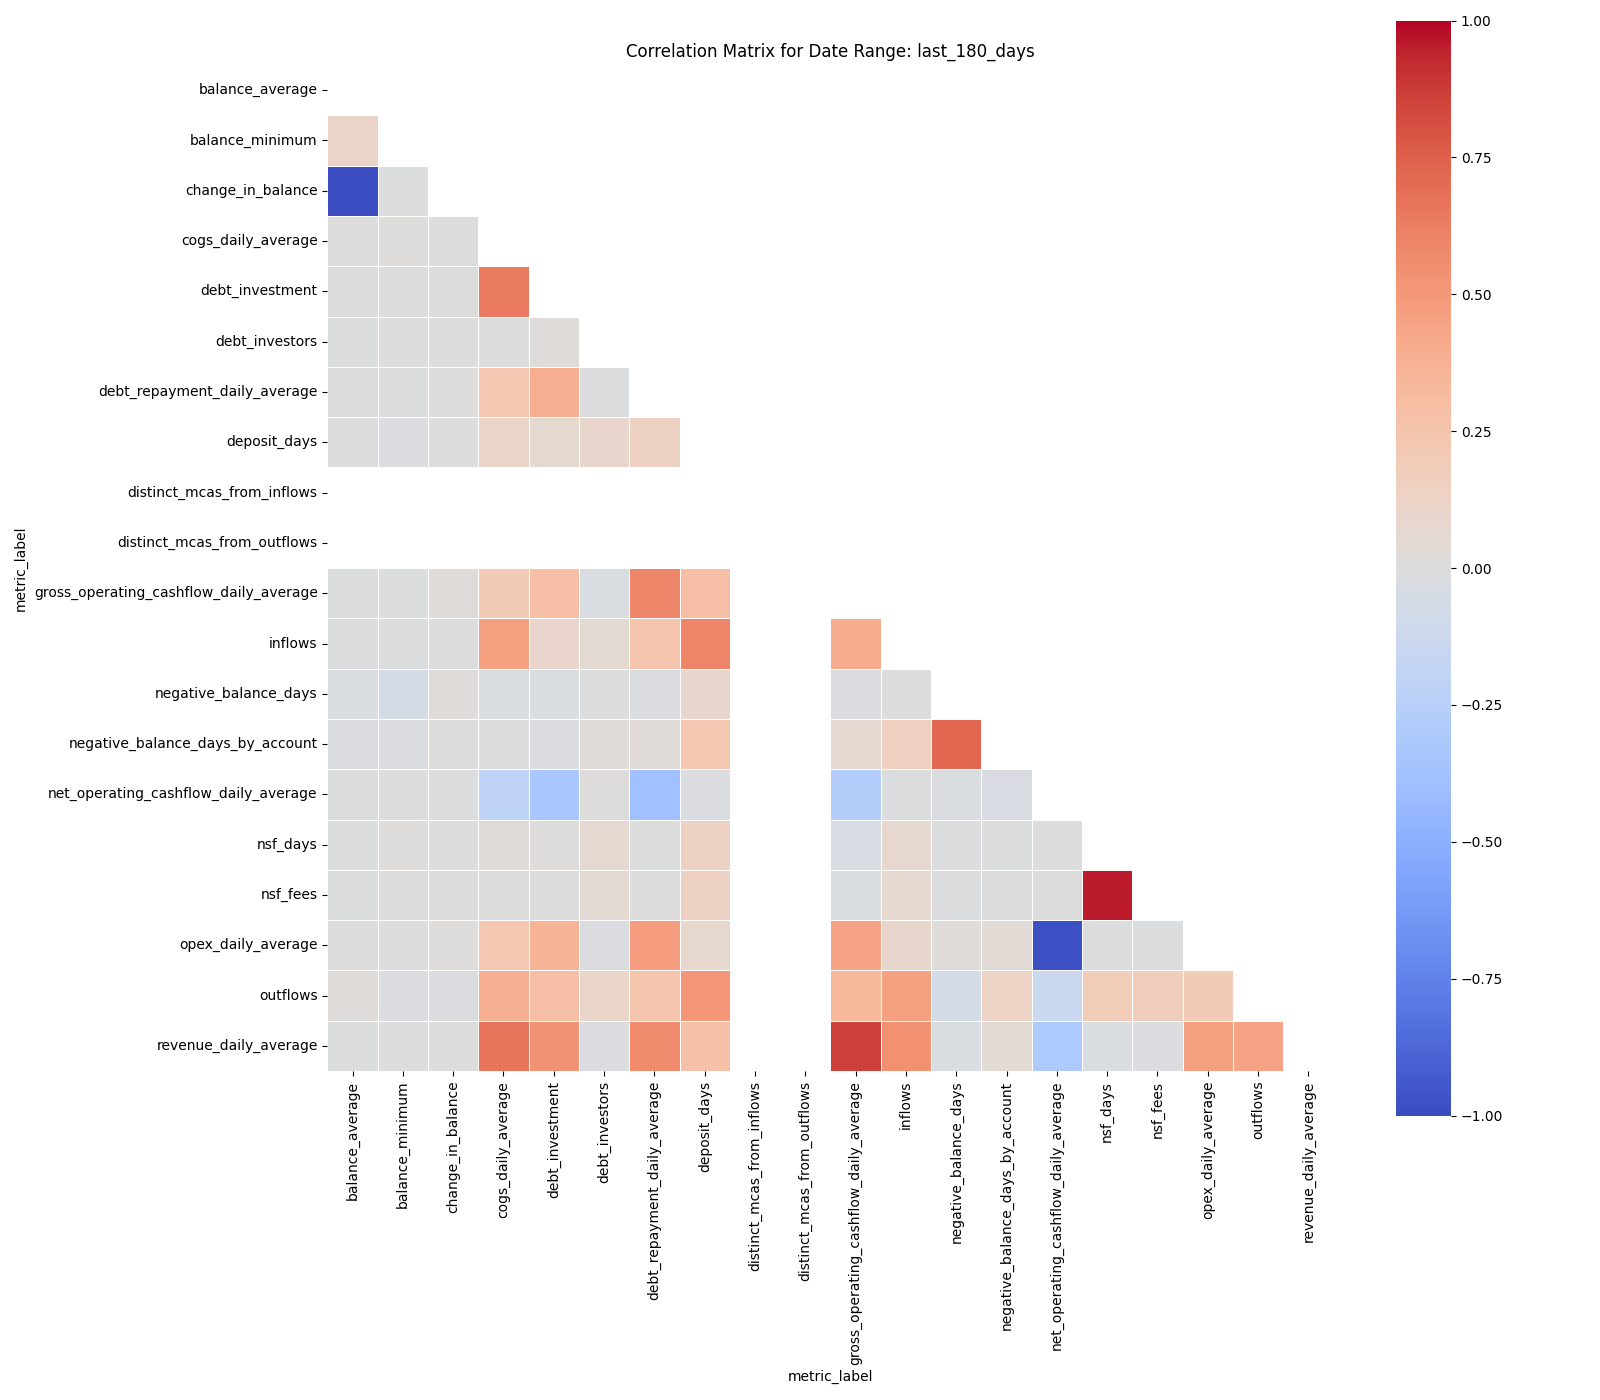 Correlation Matrix for Date Range: last_180_days
metric_label
balance_average
balance_minimum
change_in_balance
cogs_daily_average
debt_investment
debt_investors
debt_repayment_daily_average
deposit_days
distinct_mcas_from_inflows
distinct_mcas_from_outflows
gross_operating_cashflow_daily_average
inflows
negative_balance_days
negative_balance_days_by_account
net_operating_cashflow_daily_average
nsf_days
nsf_fees
opex_daily_average
outflows
revenue_daily_average
balance_average
balance_minimum
change_in_balance
cogs_daily_average
debt_investment
debt_investors
debt_repayment_daily_average
deposit_days
distinct_mcas_from_inflows
distinct_mcas_from_outflows
gross_operating_cashflow_daily_average
inflows
negative_balance_days
negative_balance_days_by_account
net_operating_cashflow_daily_average
nsf_days
nsf_fees
opex_daily_average
outflows
revenue_daily_average
metric_label
1.00
0.75
0.50
0.25
0.00
−0.25
−0.50
−0.75
−1.00